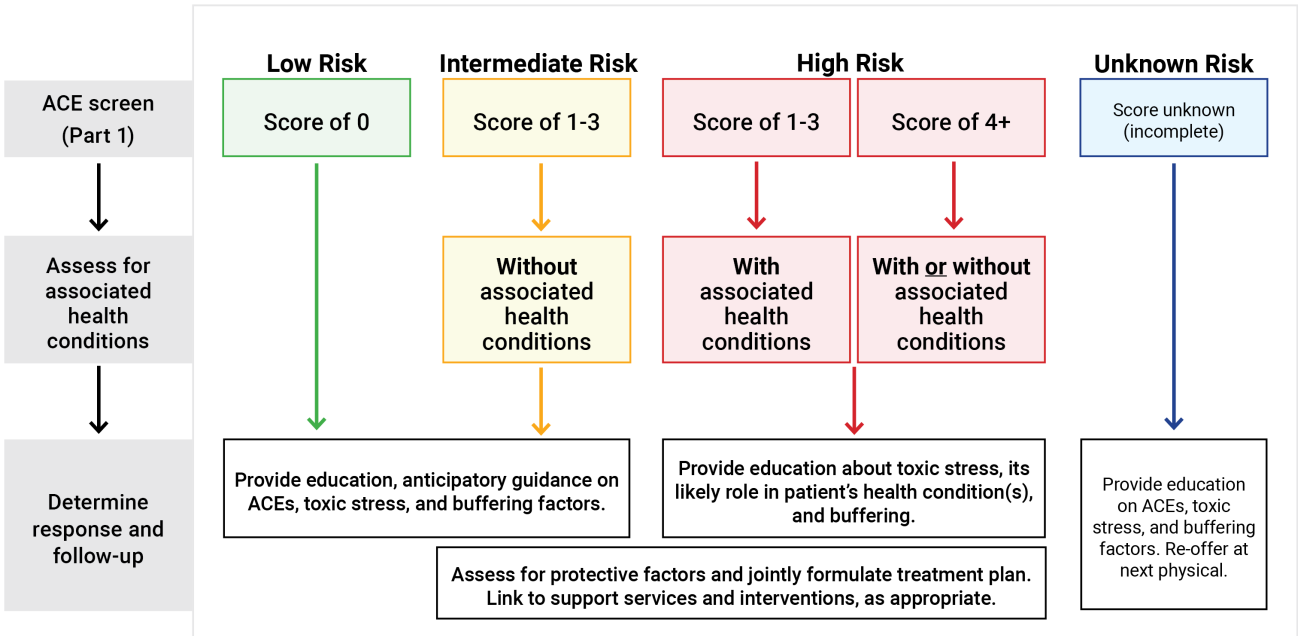 Low Risk
Intermediate Risk
High Risk
Unknown Risk
ACE screen
(Part 1)
Score of 0
Score of 1-3
Score of 1-3
Score of 4+
Score unknown
(incomplete)
Assess for
associated
health
conditions
Without
associated
health
conditions
With
associated
health
conditions
With or without
associated
health
conditions
Determine
response and
follow-up
Provide education, anticipatory guidance on
ACEs, toxic stress, and buffering factors.
Provide education about toxic stress, its
likely role in patient’s health condition(s),
and buffering.
Assess for protective factors and jointly formulate treatment plan.
Link to support services and interventions, as appropriate.
Provide education
on ACEs, toxic
stress, and buffering
factors. Re-offer at
next physical.